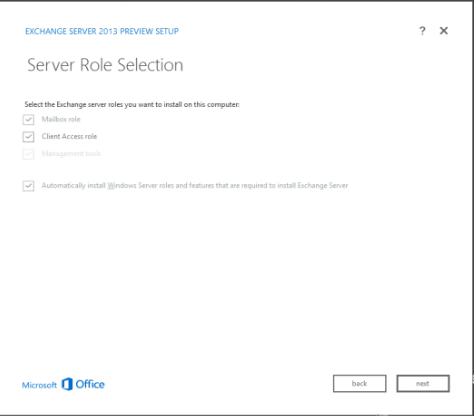 EXCHANGE SERVER 2013 PREVIEW SETUP
?
Server Role Selection
Select the Exchange server roles you want to install on this computer:
Mailbox role
Client Access role
Management tools
Automatically install Windows Server roles and features that are required to install Exchange Server
Microsoft Office
back next